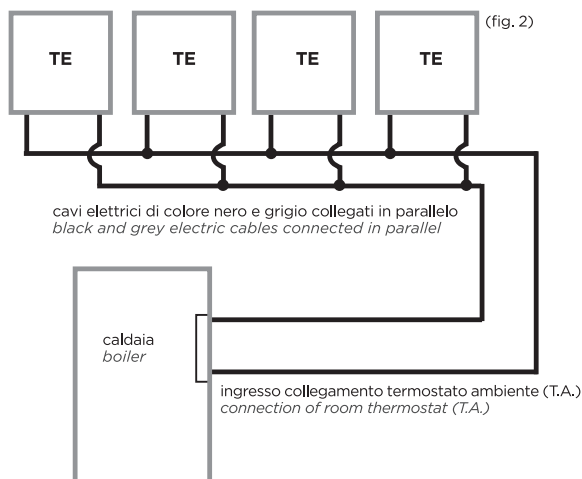 (fig. 2)
TE
TE
TE
TE
cavi elettrici di colore nero e grigio collegati in parallelo
black and grey electric cables connected in parallel
caldaia
boiler
ingresso collegamento termostato ambiente (T.A.)
connection of room thermostat (T.A.)